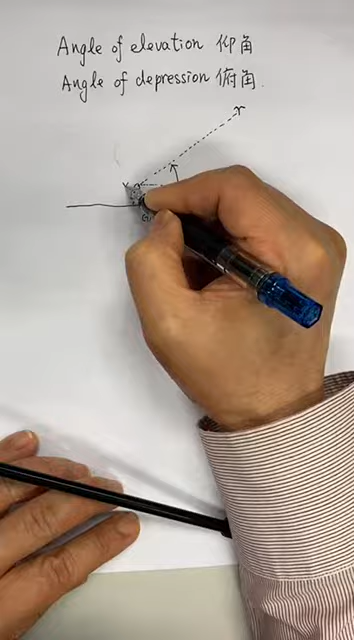 Angle of elevation 仰角
Angle of depression 俯角.